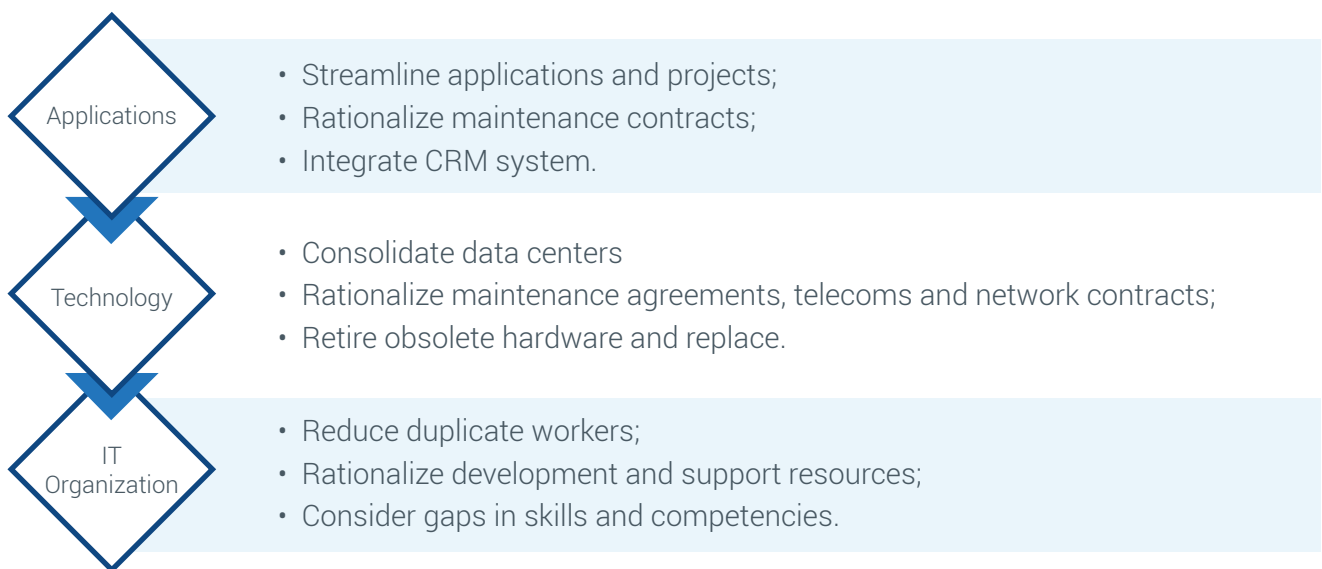 Applications
• Streamline applications and projects;
• Rationalize maintenance contracts;
• Integrate CRM system.
Technology
• Consolidate data centers
• Rationalize maintenance agreements, telecoms and network contracts;
• Retire obsolete hardware and replace.
IT
Organization
• Reduce duplicate workers;
• Rationalize development and support resources;
• Consider gaps in skills and competencies.